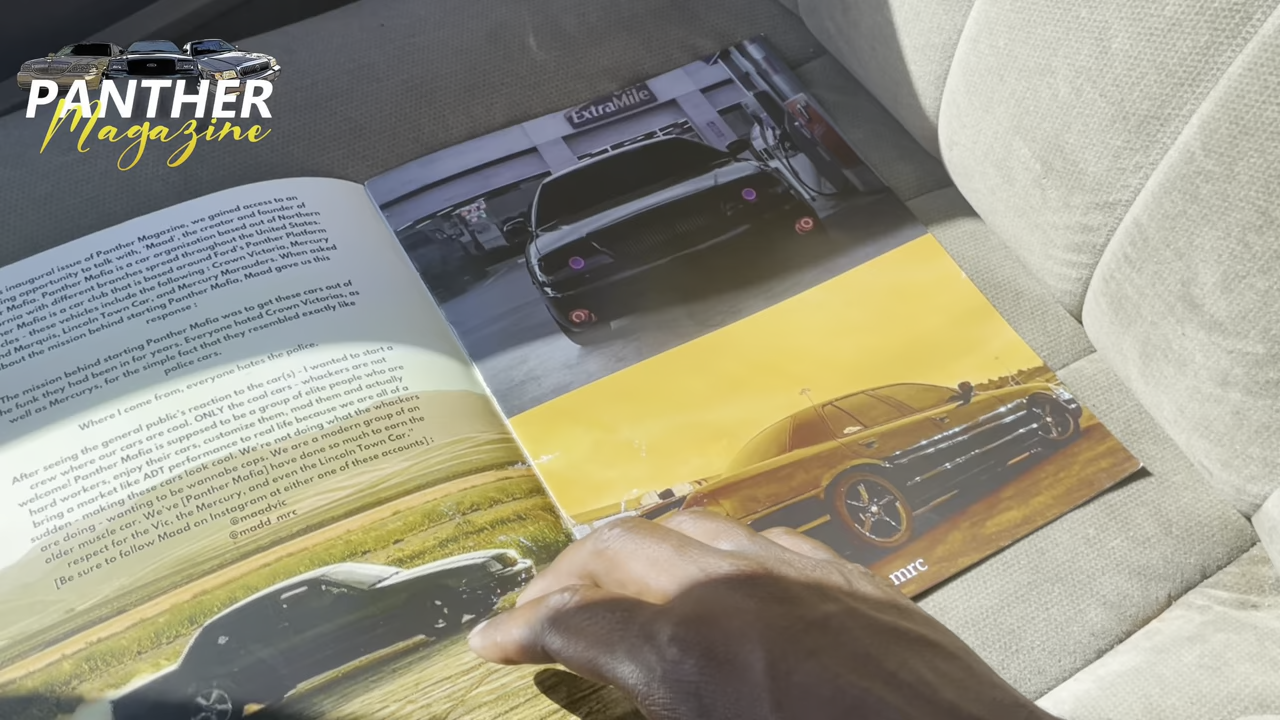 PANTHER
Magazine
ExtraMile
inaugural issue of Panther Magazine, we gained access to an
opportunity to talk with, 'Maad', the creator and founder of
Mafia. Panther Mafia is a car organization based out of Northern
with different branches spread throughout the United States.
Mafia is a car club that is based around Ford's Panther Platform
- these vehicles include the following : Crown Victoria, Mercury
Marquis, Lincoln Town Car, and Mercury Marauders. When asked
about the mission behind starting Panther Mafia, Maad gave us this
response :
The mission behind starting Panther Mafia was to get these cars out of
the funk they had been in for years. Everyone hated Crown Victorias, as
well as Mercurys, for the simple fact that they resembled exactly like
police cars.
Where I come from, everyone hates the police.
After seeing the general public's reaction to the car(s) - I wanted to start a
crew where our cars are cool. ONLY the cool cars - whackers are not
welcome! Panther Mafia is supposed to be a group of elite people who are
hard workers, enjoy their cars, customize them, mod them and actually
bring a market like ADT performance to real life because we are all of a
sudden - making these cars look cool. We're not doing what the whackers
are doing - wanting to be wannabe cops. We are a modern group of an
older muscle car. We've [Panther Mafia] have done so much to earn the
respect for the Vic, the Mercury, and even the Lincoln Town Car."
[Be sure to follow Maad on Instagram at either one of these accounts] :
@maadvic
@madd_mrc
mrc